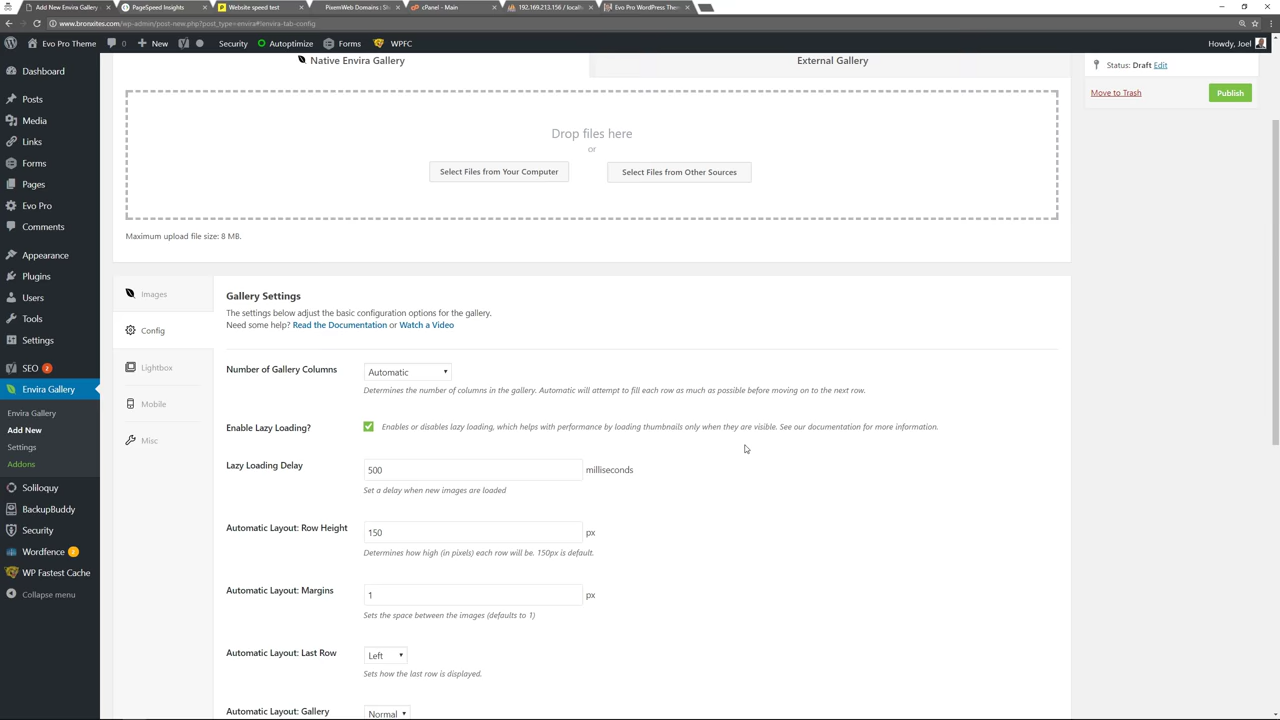 Add New Envira Gallery
PageSpeed Insights
Website speed test
PixemWeb Domains : Sh
cPanel - Main
192.169.213.156 / localh
Evo Pro WordPress Them
www.bronxites.com/wp-admin/post-new.php?post_type=envira#!envira-tab-config
Evo Pro Theme
0
New
Security
Autoptimize
Forms
WPFC
Howdy, Joel
Dashboard
Posts
Media
Links
Forms
Pages
Evo Pro
Comments
Appearance
Plugins
Users
Tools
Settings
SEO 2
Envira Gallery
Envira Gallery
Add New
Settings
Addons
Soliloquy
BackupBuddy
Security
Wordfence 2
WP Fastest Cache
Collapse menu
Native Envira Gallery
External Gallery
Drop files here
or
Select Files from Your Computer
Select Files from Other Sources
Maximum upload file size: 8 MB.
Status: Draft Edit
Move to Trash
Publish
Images
Config
Lightbox
Mobile
Misc
Gallery Settings
The settings below adjust the basic configuration options for the gallery.
Need some help? Read the Documentation or Watch a Video
Number of Gallery Columns
Automatic
Determines the number of columns in the gallery. Automatic will attempt to fill each row as much as possible before moving on to the next row.
Enable Lazy Loading?
Enables or disables lazy loading, which helps with performance by loading thumbnails only when they are visible. See our documentation for more information.
Lazy Loading Delay
500 milliseconds
Set a delay when new images are loaded
Automatic Layout: Row Height
150 px
Determines how high (in pixels) each row will be. 150px is default.
Automatic Layout: Margins
1 px
Sets the space between the images (defaults to 1)
Automatic Layout: Last Row
Left
Sets how the last row is displayed.
Automatic Layout: Gallery
Normal